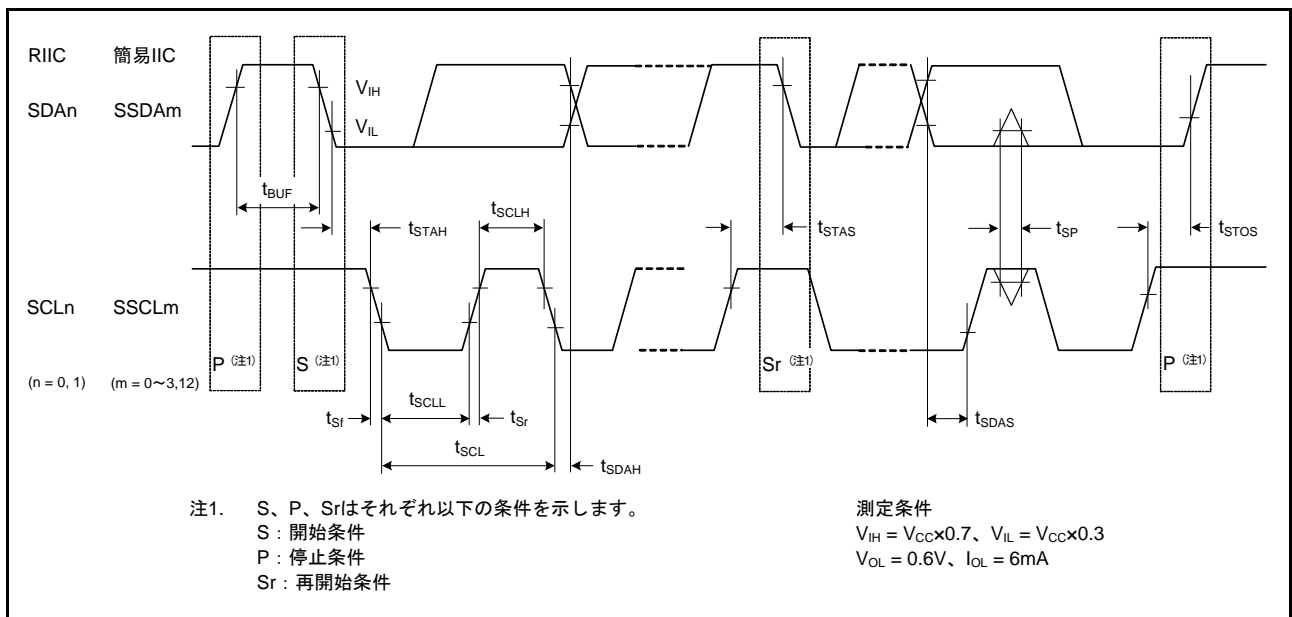 RIIC 簡易IIC
SDAn SSDAm
VIH
VIL
tBUF
tSTAH
tSCLH
tSTAS
tSP
tSTOS
SCLn SSCLm
P (注1)
S (注1)
Sr (注1)
P (注1)
(n = 0, 1) (m = 0～3,12)
tSf
tSCLL
tSr
tSDAS
tSCL
tSDAH
注1. S、P、Srはそれぞれ以下の条件を示します。
S：開始条件
P：停止条件
Sr：再開始条件
測定条件
VIH = VCC×0.7、VIL = VCC×0.3
VOL = 0.6V、IOL = 6mA